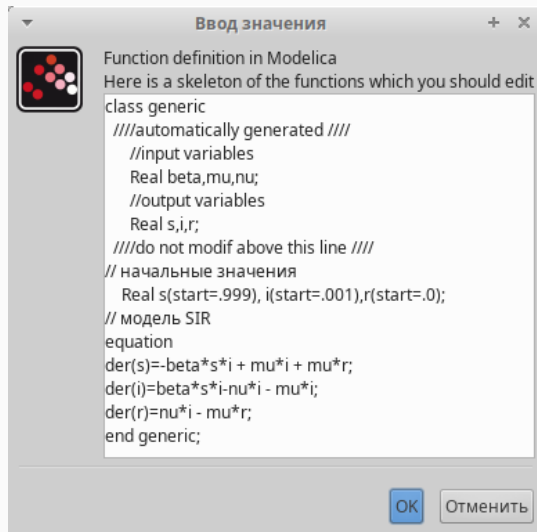 Ввод значения
Function definition in Modelica
Here is a skeleton of the functions which you should edit
class generic
////automatically generated ////
//input variables
Real beta,mu,nu;
//output variables
Real s,i,r;
////do not modif above this line ////
// начальные значения
Real s(start=.999), i(start=.001),r(start=.0);
// модель SIR
equation
der(s)=-beta*s*i + mu*i + mu*r;
der(i)=beta*s*i-nu*i - mu*i;
der(r)=nu*i - mu*r;
end generic;
OK
Отменить